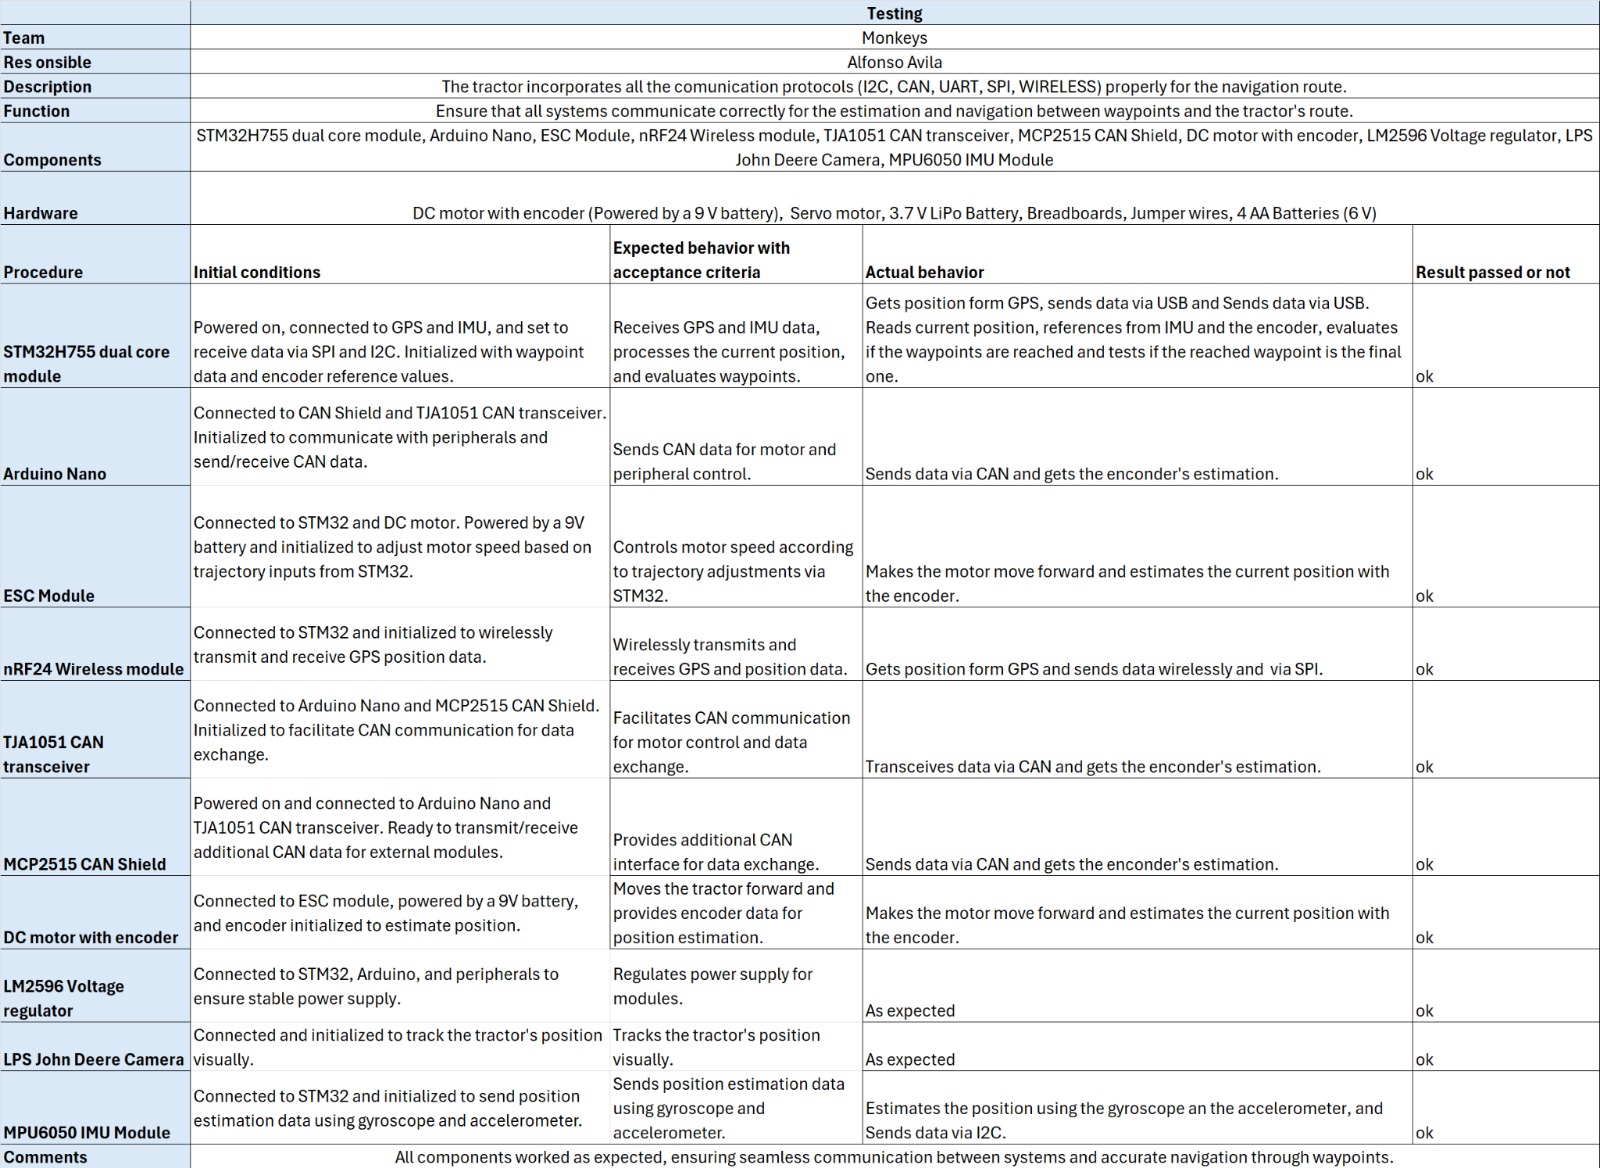 Testing
Team
Monkeys
Res onsible
Alfonso Avila
Description
The tractor incorporates all the comunication protocols (I2C, CAN, UART, SPI, WIRELESS) properly for the navigation route.
Function
Ensure that all systems communicate correctly for the estimation and navigation between waypoints and the tractor's route.
Components
STM32H755 dual core module, Arduino Nano, ESC Module, nRF24 Wireless module, TJA1051 CAN transceiver, MCP2515 CAN Shield, DC motor with encoder, LM2596 Voltage regulator, LPS
John Deere Camera, MPU6050 IMU Module
Hardware
DC motor with encoder (Powered by a 9 V battery), Servo motor, 3.7 V LiPo Battery, Breadboards, Jumper wires, 4 AA Batteries (6 V)
Procedure
Initial conditions
Expected behavior with
acceptance criteria
Actual behavior
Result passed or not
STM32H755 dual core
module
Powered on, connected to GPS and IMU, and set to
receive data via SPI and I2C. Initialized with waypoint
data and encoder reference values.
Receives GPS and IMU data,
processes the current position,
and evaluates waypoints.
Gets position form GPS, sends data via USB and Sends data via USB.
Reads current position, references from IMU and the encoder, evaluates
if the waypoints are reached and tests if the reached waypoint is the final
one.
ok
Arduino Nano
Connected to CAN Shield and TJA1051 CAN transceiver.
Initialized to communicate with peripherals and
send/receive CAN data.
Sends CAN data for motor and
peripheral control.
Sends data via CAN and gets the enconder's estimation.
ok
ESC Module
Connected to STM32 and DC motor. Powered by a 9V
battery and initialized to adjust motor speed based on
trajectory inputs from STM32.
Controls motor speed according
to trajectory adjustments via
STM32.
Makes the motor move forward and estimates the current position with
the encoder.
ok
nRF24 Wireless module
Connected to STM32 and initialized to wirelessly
transmit and receive GPS position data.
Wirelessly transmits and
receives GPS and position data.
Gets position form GPS and sends data wirelessly and via SPI.
ok
TJA1051 CAN
transceiver
Connected to Arduino Nano and MCP2515 CAN Shield.
Initialized to facilitate CAN communication for data
exchange.
Facilitates CAN communication
for motor control and data
exchange.
Transceives data via CAN and gets the enconder's estimation.
ok
MCP2515 CAN Shield
Powered on and connected to Arduino Nano and
TJA1051 CAN transceiver. Ready to transmit/receive
additional CAN data for external modules.
Provides additional CAN
interface for data exchange.
Sends data via CAN and gets the enconder's estimation.
ok
DC motor with encoder
Connected to ESC module, powered by a 9V battery,
and encoder initialized to estimate position.
Moves the tractor forward and
provides encoder data for
position estimation.
Makes the motor move forward and estimates the current position with
the encoder.
ok
LM2596 Voltage
regulator
Connected to STM32, Arduino, and peripherals to
ensure stable power supply.
Regulates power supply for
modules.
As expected
ok
LPS John Deere Camera
Connected and initialized to track the tractor's position
visually.
Tracks the tractor's position
visually.
As expected
ok
MPU6050 IMU Module
Connected to STM32 and initialized to send position
estimation data using gyroscope and accelerometer.
Sends position estimation data
using gyroscope and
accelerometer.
Estimates the position using the gyroscope an the accelerometer, and
Sends data via I2C.
ok
Comments
All components worked as expected, ensuring seamless communication between systems and accurate navigation through waypoints.